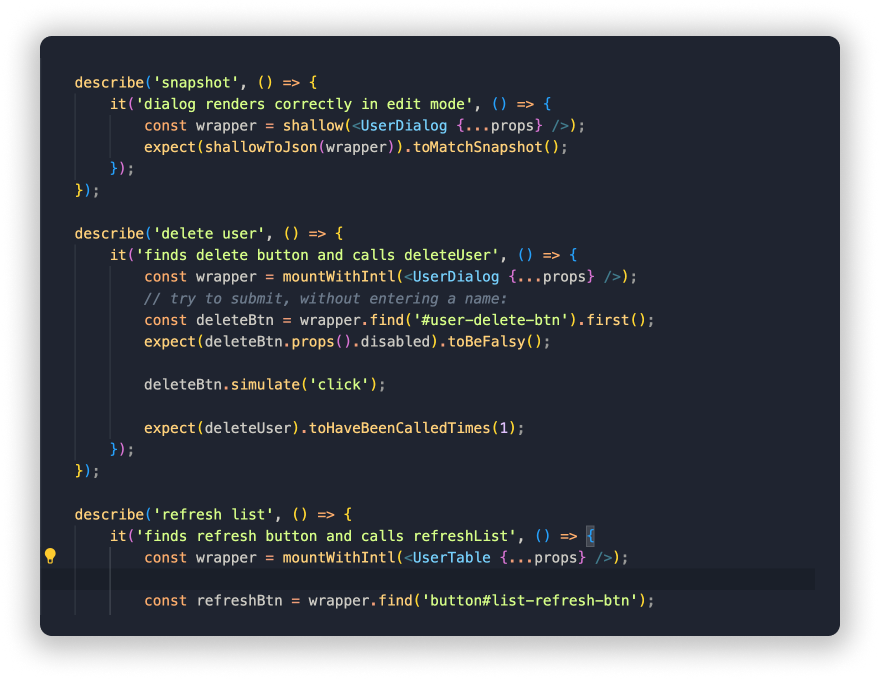 describe('snapshot', () => {
    it('dialog renders correctly in edit mode', () => {
        const wrapper = shallow(<UserDialog {...props} />);
        expect(shallowToJson(wrapper)).toMatchSnapshot();
    });
});

describe('delete user', () => {
    it('finds delete button and calls deleteUser', () => {
        const wrapper = mountWithIntl(<UserDialog {...props} />);
        // try to submit, without entering a name:
        const deleteBtn = wrapper.find('#user-delete-btn').first();
        expect(deleteBtn.props().disabled).toBeFalsy();

        deleteBtn.simulate('click');

        expect(deleteUser).toHaveBeenCalledTimes(1);
    });
});

describe('refresh list', () => {
    it('finds refresh button and calls refreshList', () => {
        const wrapper = mountWithIntl(<UserTable {...props} />);

        const refreshBtn = wrapper.find('button#list-refresh-btn');